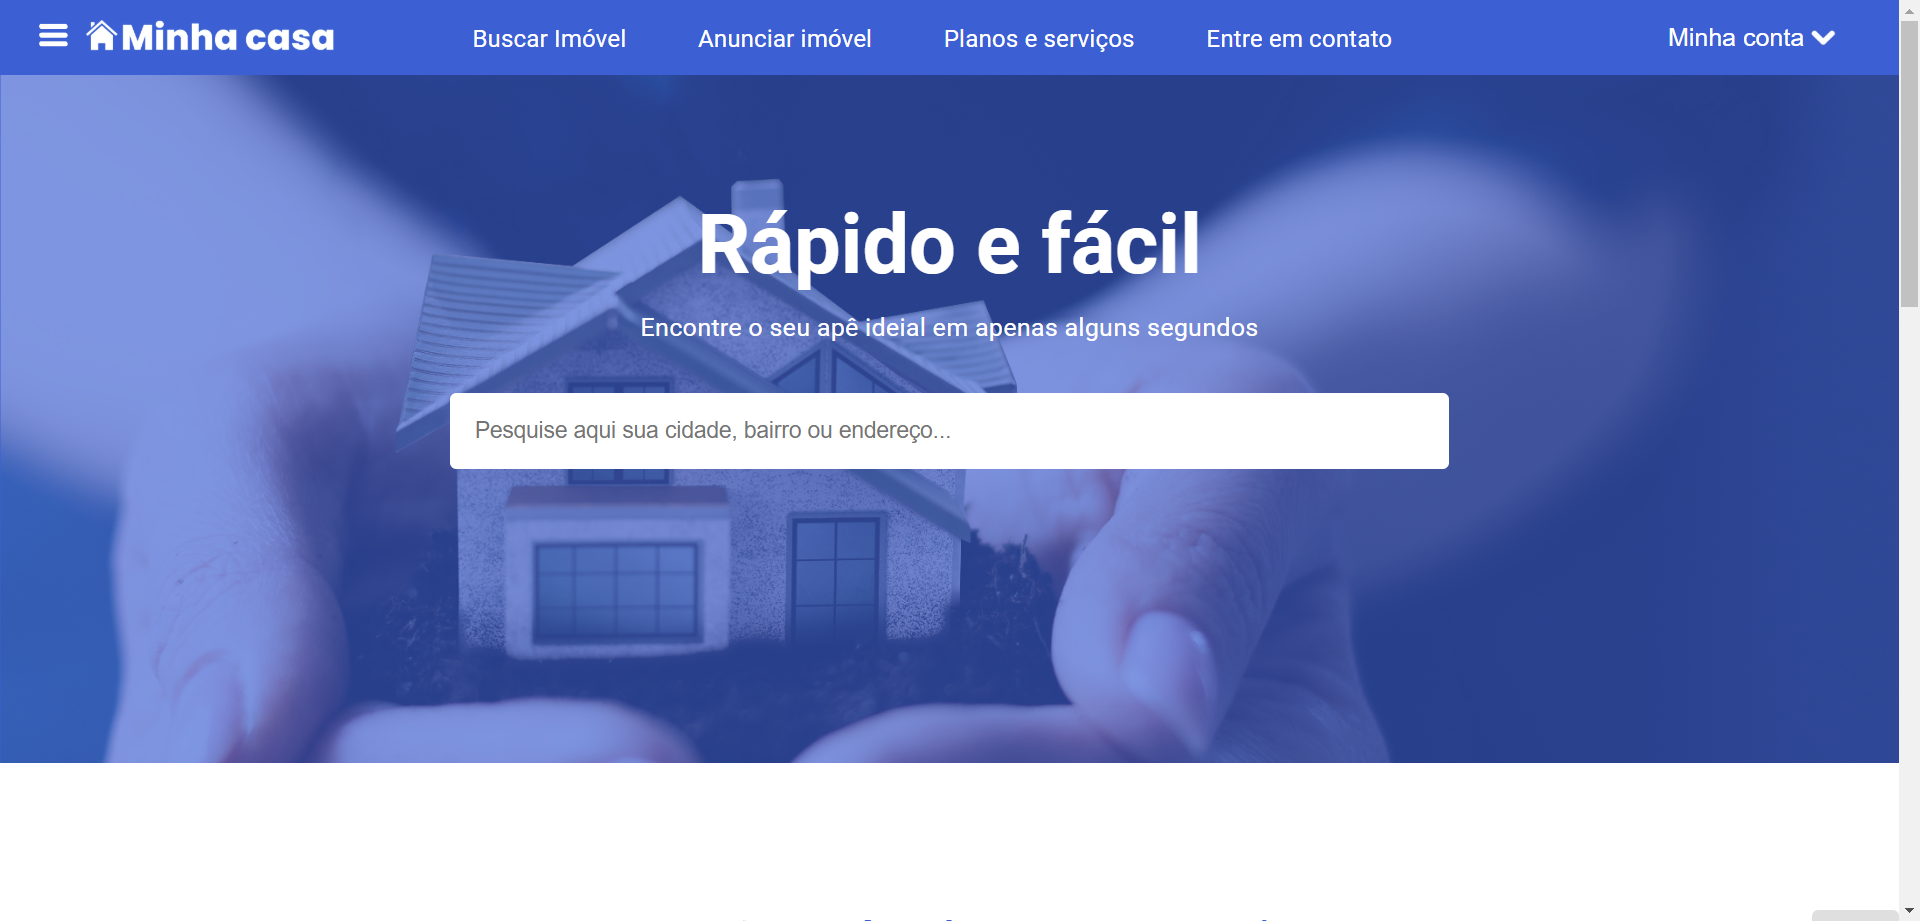 Minha casa
Buscar Imóvel
Anunciar imóvel
Planos e serviços
Entre em contato
Minha conta
Rápido e fácil
Encontre o seu apê ideial em apenas alguns segundos
Pesquise aqui sua cidade, bairro ou endereço...